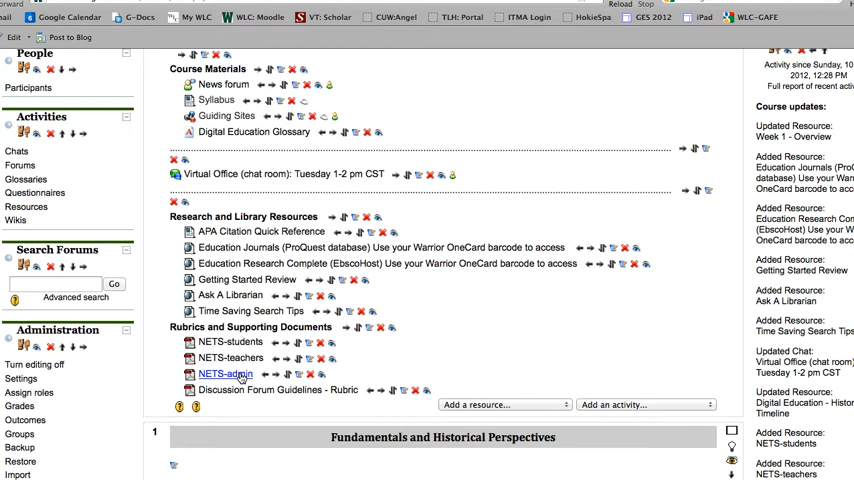 orward
Reload Stop
mail Google Calendar G-Docs My WLC WLC: Moodle VT: Scholar CUW:Angel TLH: Portal ITMA Login HokieSpa GES 2012 iPad WLC-GAFE
Edit Post to Blog
People
Participants
Activities
Chats
Forums
Glossaries
Questionnaires
Resources
Wikis
Search Forums
Go
Advanced search
Administration
Turn editing off
Settings
Assign roles
Grades
Outcomes
Groups
Backup
Restore
Import
Course Materials
News forum
Syllabus
Guiding Sites
Digital Education Glossary
Virtual Office (chat room): Tuesday 1-2 pm CST
Research and Library Resources
APA Citation Quick Reference
Education Journals (ProQuest database) Use your Warrior OneCard barcode to access
Education Research Complete (EbscoHost) Use your Warrior OneCard barcode to access
Getting Started Review
Ask A Librarian
Time Saving Search Tips
Rubrics and Supporting Documents
NETS-students
NETS-teachers
NETS-admin
Discussion Forum Guidelines - Rubric
Add a resource... Add an activity...
1
Fundamentals and Historical Perspectives
Activity since Sunday, 10
2012, 12:28 PM
Full report of recent activ
Course updates:
Updated Resource:
Week 1 - Overview
Added Resource:
Education Journals (ProQ
database) Use your Warrio
OneCard barcode to acces
Added Resource:
Education Research Com
(EbscoHost) Use your Wa
OneCard barcode to acces
Added Resource:
Getting Started Review
Added Resource:
Ask A Librarian
Added Resource:
Time Saving Search Tips
Updated Chat:
Virtual Office (chat room)
Tuesday 1-2 pm CST
Updated Resource:
Digital Education - Histor
Timeline
Added Resource:
NETS-students
Added Resource:
NETS-teachers